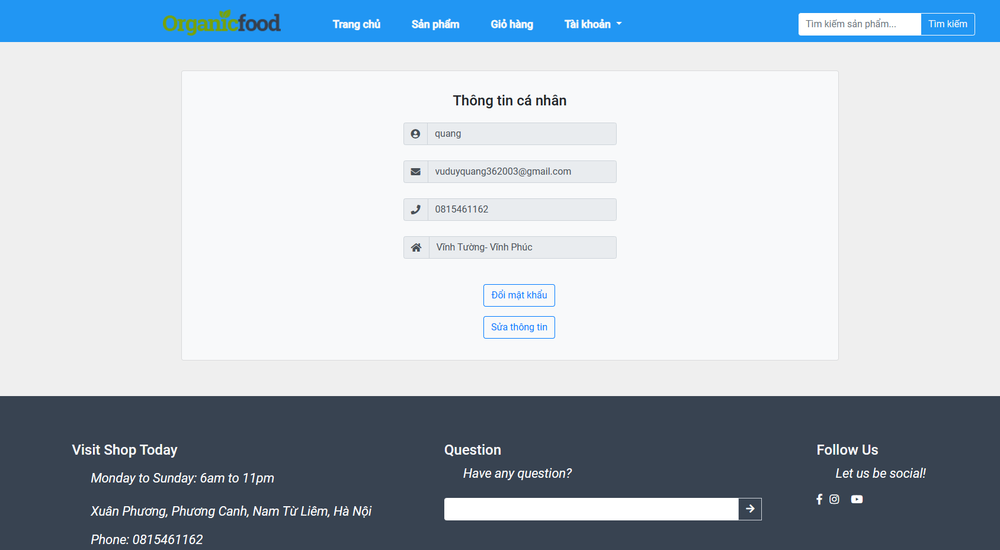 Organicfood
Trang chủ
Sản phẩm
Giỏ hàng
Tài khoản
Tìm kiếm sản phẩm...
Tìm kiếm
Thông tin cá nhân
quang
vuduyquang362003@gmail.com
0815461162
Vĩnh Tường- Vĩnh Phúc
Đổi mật khẩu
Sửa thông tin
Visit Shop Today
Monday to Sunday: 6am to 11pm
Xuân Phương, Phương Canh, Nam Từ Liêm, Hà Nội
Phone: 0815461162
Question
Have any question?
Follow Us
Let us be social!